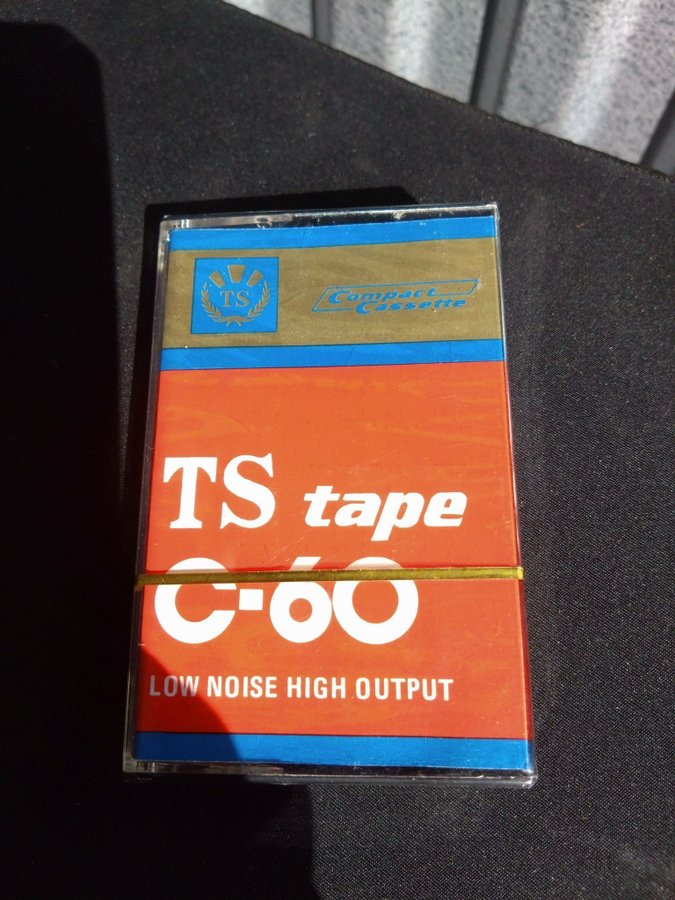 TS
Compact
Cassette
TS tape
C-60
LOW NOISE HIGH OUTPUT